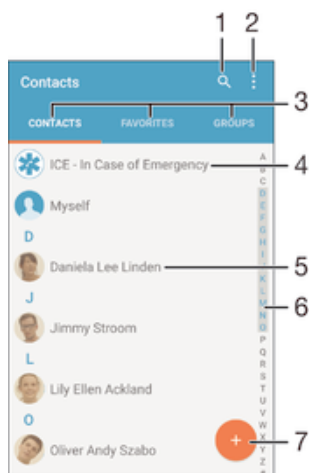 1 2
Contacts
3
CONTACTS FAVORITES GROUPS
ICE - In Case of Emergency
4
Myself
D
Daniela Lee Linden
5
J
Jimmy Stroom
6
L
Lily Ellen Ackland
O
Oliver Andy Szabo
+
7
A
B
C
D
E
F
G
H
I
K
L
M
N
O
P
Q
R
S
T
U
V
W
X
Y
Z